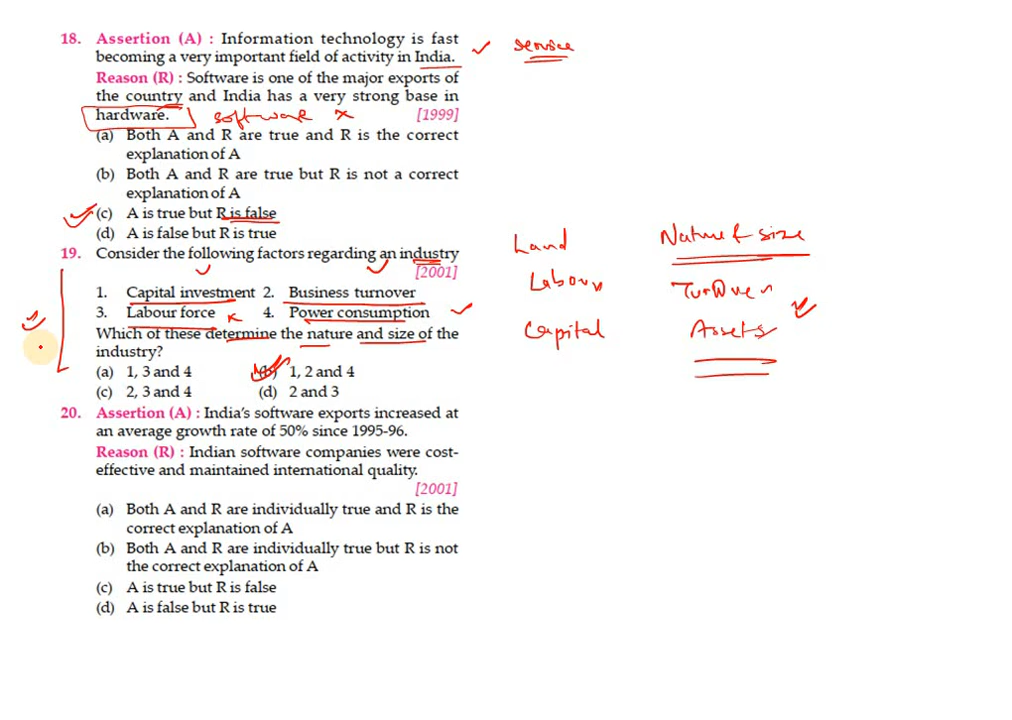 18. Assertion (A) : Information technology is fast
becoming a very important field of activity in India.
service
Reason (R) : Software is one of the major exports of
the country and India has a very strong base in
hardware. software x [1999]
(a) Both A and R are true and R is the correct
explanation of A
(b) Both A and R are true but R is not a correct
explanation of A
(c) A is true but R is false
(d) A is false but R is true
19. Consider the following factors regarding an industry
[2001]
1. Capital investment 2. Business turnover
3. Labour force x 4. Power consumption
Which of these determine the nature and size of the
industry?
(a) 1, 3 and 4 (b) 1, 2 and 4
(c) 2, 3 and 4 (d) 2 and 3
Land
Labour
Capital
Nature & size
Turover
Assets
20. Assertion (A) : India's software exports increased at
an average growth rate of 50% since 1995-96.
Reason (R) : Indian software companies were cost-
effective and maintained international quality.
[2001]
(a) Both A and R are individually true and R is the
correct explanation of A
(b) Both A and R are individually true but R is not
the correct explanation of A
(c) A is true but R is false
(d) A is false but R is true